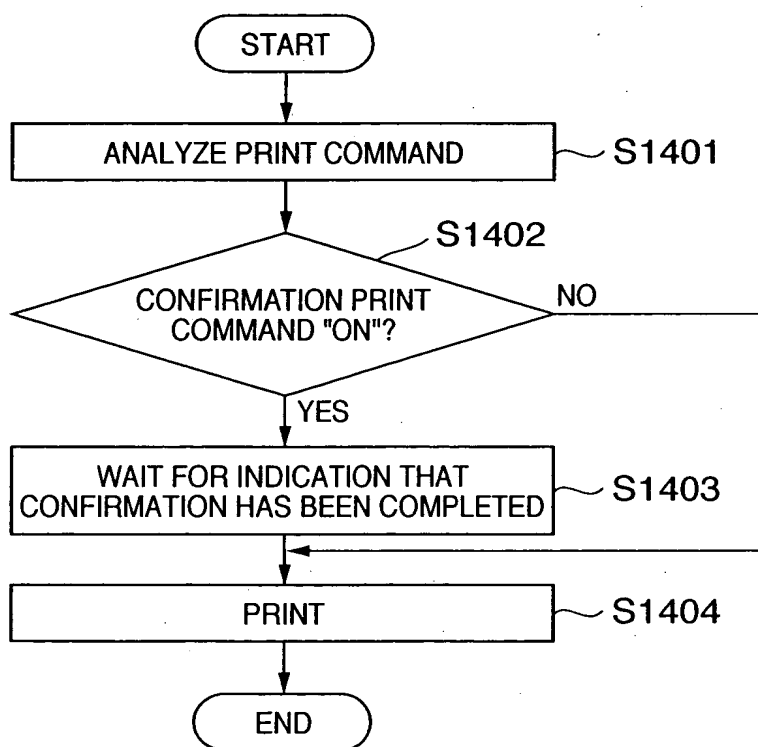 START
ANALYZE PRINT COMMAND
S1401
S1402
CONFIRMATION PRINT
COMMAND "ON"?
NO
YES
WAIT FOR INDICATION THAT
CONFIRMATION HAS BEEN COMPLETED
S1403
PRINT
S1404
END